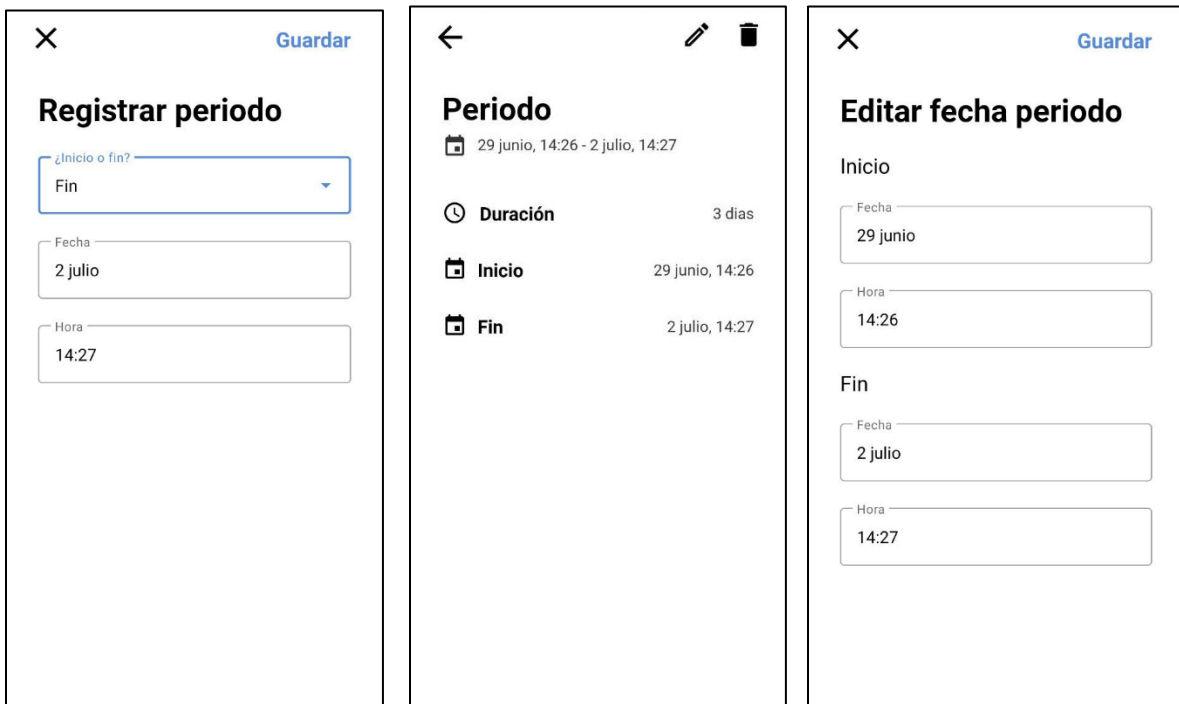 Guardar
Registrar periodo
¿Inicio o fin?
Fin
Fecha
2 julio
Hora
14:27
Periodo
29 junio, 14:26 - 2 julio, 14:27
Duración 3 dias
Inicio 29 junio, 14:26
Fin 2 julio, 14:27
Guardar
Editar fecha periodo
Inicio
Fecha
29 junio
Hora
14:26
Fin
Fecha
2 julio
Hora
14:27